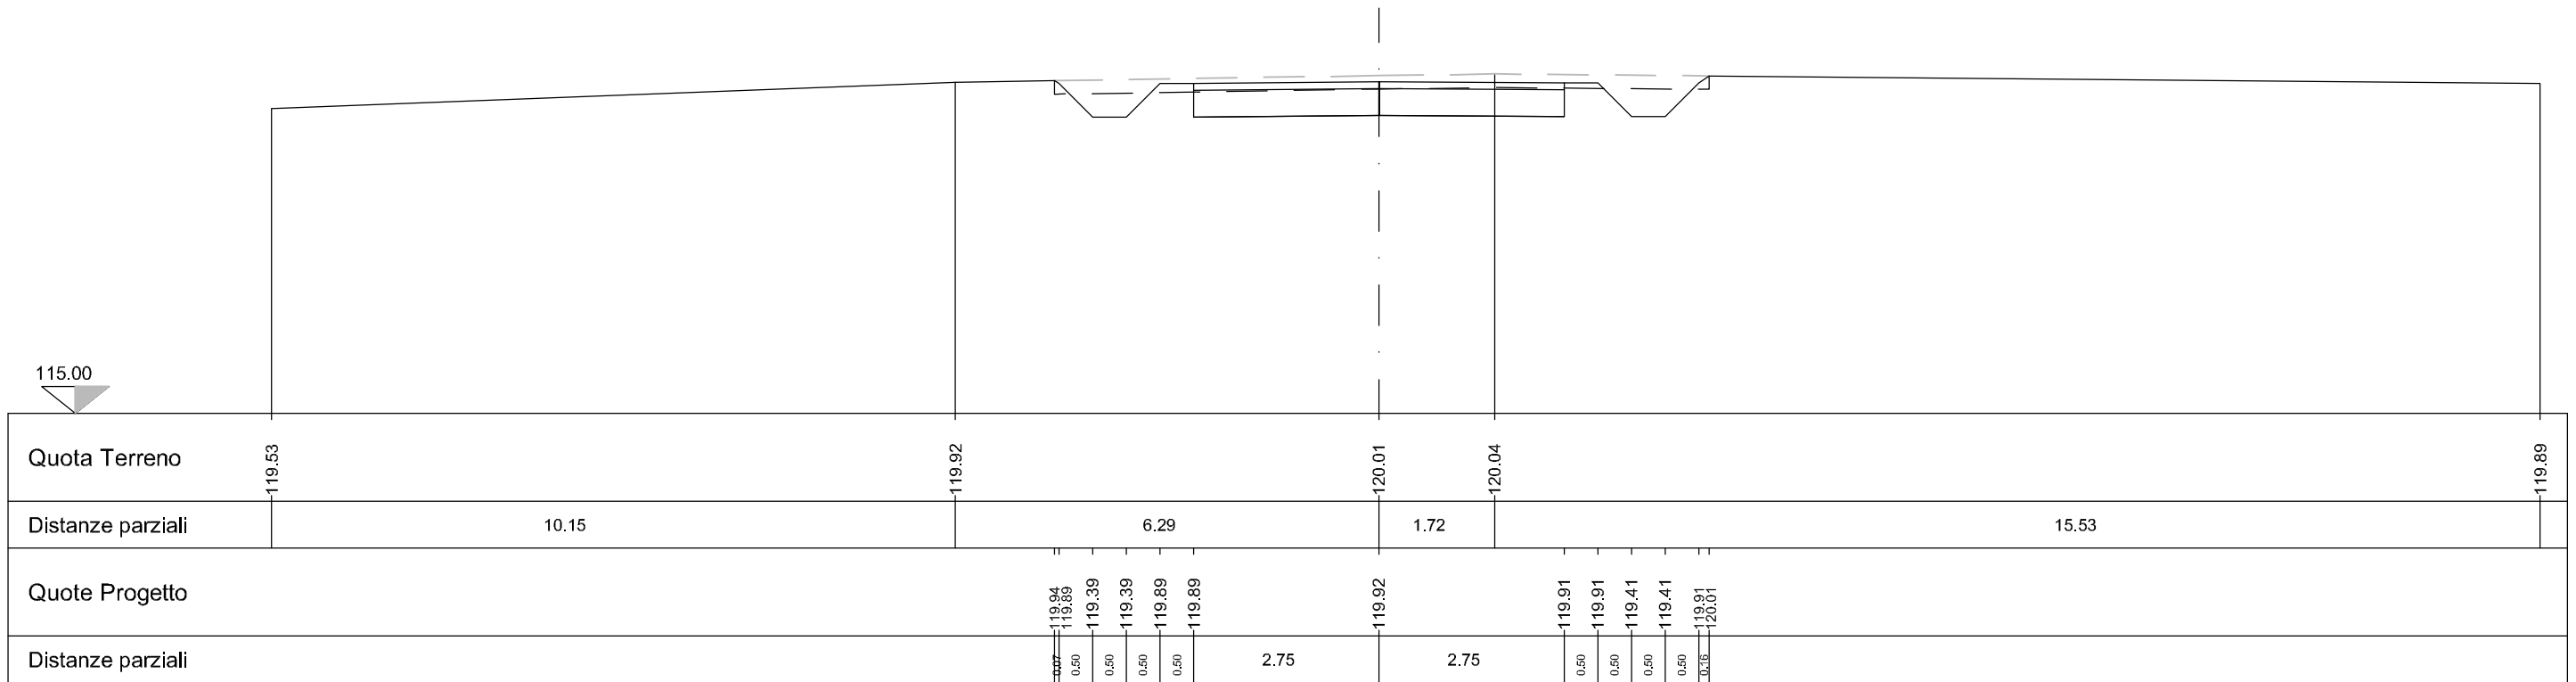 115.00
Quota Terreno 119.53 119.92 120.01 120.04 119.89
Distanze parziali 10.15 6.29 1.72 15.53
Quote Progetto 119.94 119.89 119.39 119.39 119.89 119.89 119.92 119.91 119.91 119.41 119.41 119.91 120.01
Distanze parziali 0.07 0.50 0.50 0.50 0.50 2.75 2.75 0.50 0.50 0.50 0.50 0.16